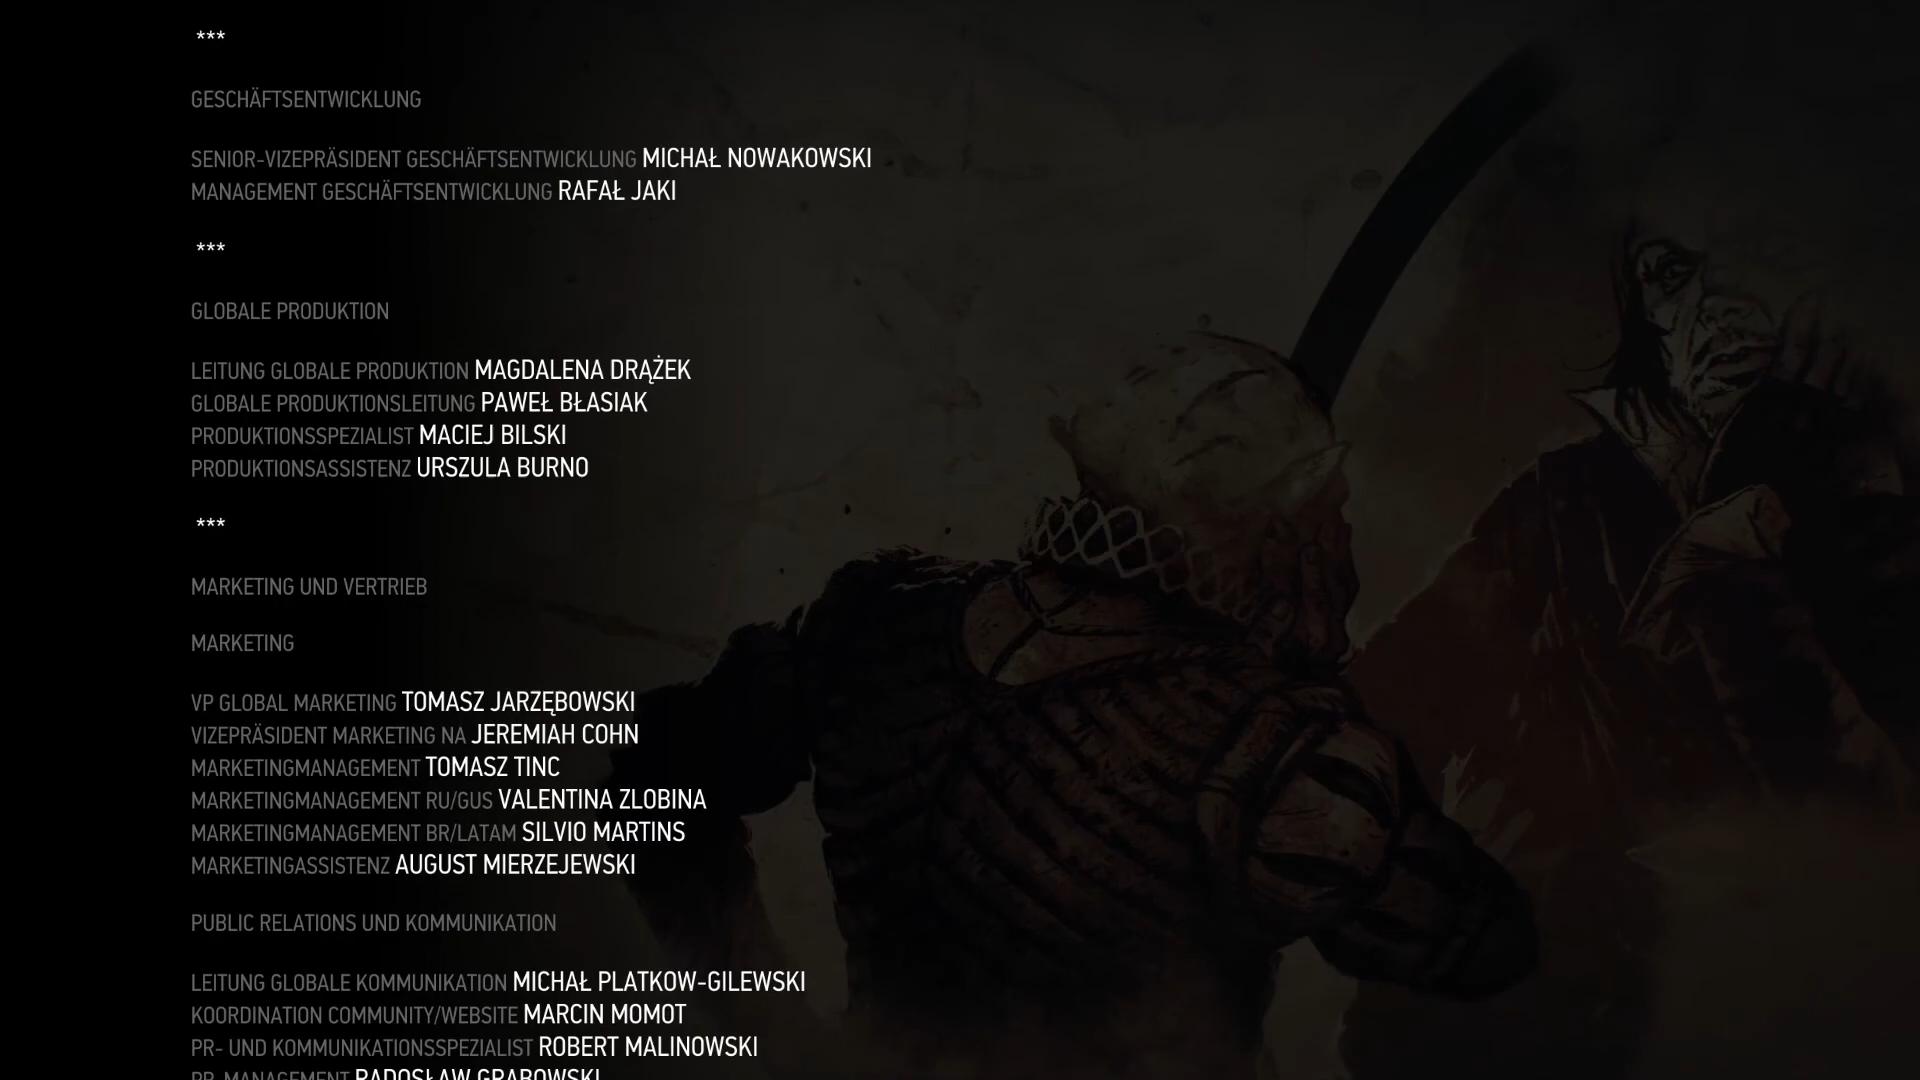 ***
GESCHÄFTSENTWICKLUNG
SENIOR-VIZEPRÄSIDENT GESCHÄFTSENTWICKLUNG MICHAŁ NOWAKOWSKI
MANAGEMENT GESCHÄFTSENTWICKLUNG RAFAŁ JAKI
***
GLOBALE PRODUKTION
LEITUNG GLOBALE PRODUKTION MAGDALENA DRĄŻEK
GLOBALE PRODUKTIONSLEITUNG PAWEŁ BŁASIAK
PRODUKTIONSSPEZIALIST MACIEJ BILSKI
PRODUKTIONSASSISTENZ URSZULA BURNO
***
MARKETING UND VERTRIEB
MARKETING
VP GLOBAL MARKETING TOMASZ JARZĘBOWSKI
VIZEPRÄSIDENT MARKETING NA JEREMIAH COHN
MARKETINGMANAGEMENT TOMASZ TINC
MARKETINGMANAGEMENT RU/GUS VALENTINA ZLOBINA
MARKETINGMANAGEMENT BR/LATAM SILVIO MARTINS
MARKETINGASSISTENZ AUGUST MIERZEJEWSKI
PUBLIC RELATIONS UND KOMMUNIKATION
LEITUNG GLOBALE KOMMUNIKATION MICHAŁ PLATKOW-GILEWSKI
KOORDINATION COMMUNITY/WEBSITE MARCIN MOMOT
PR- UND KOMMUNIKATIONSSPEZIALIST ROBERT MALINOWSKI
PR-MANAGEMENT RADOSŁAW GRABOWSKI